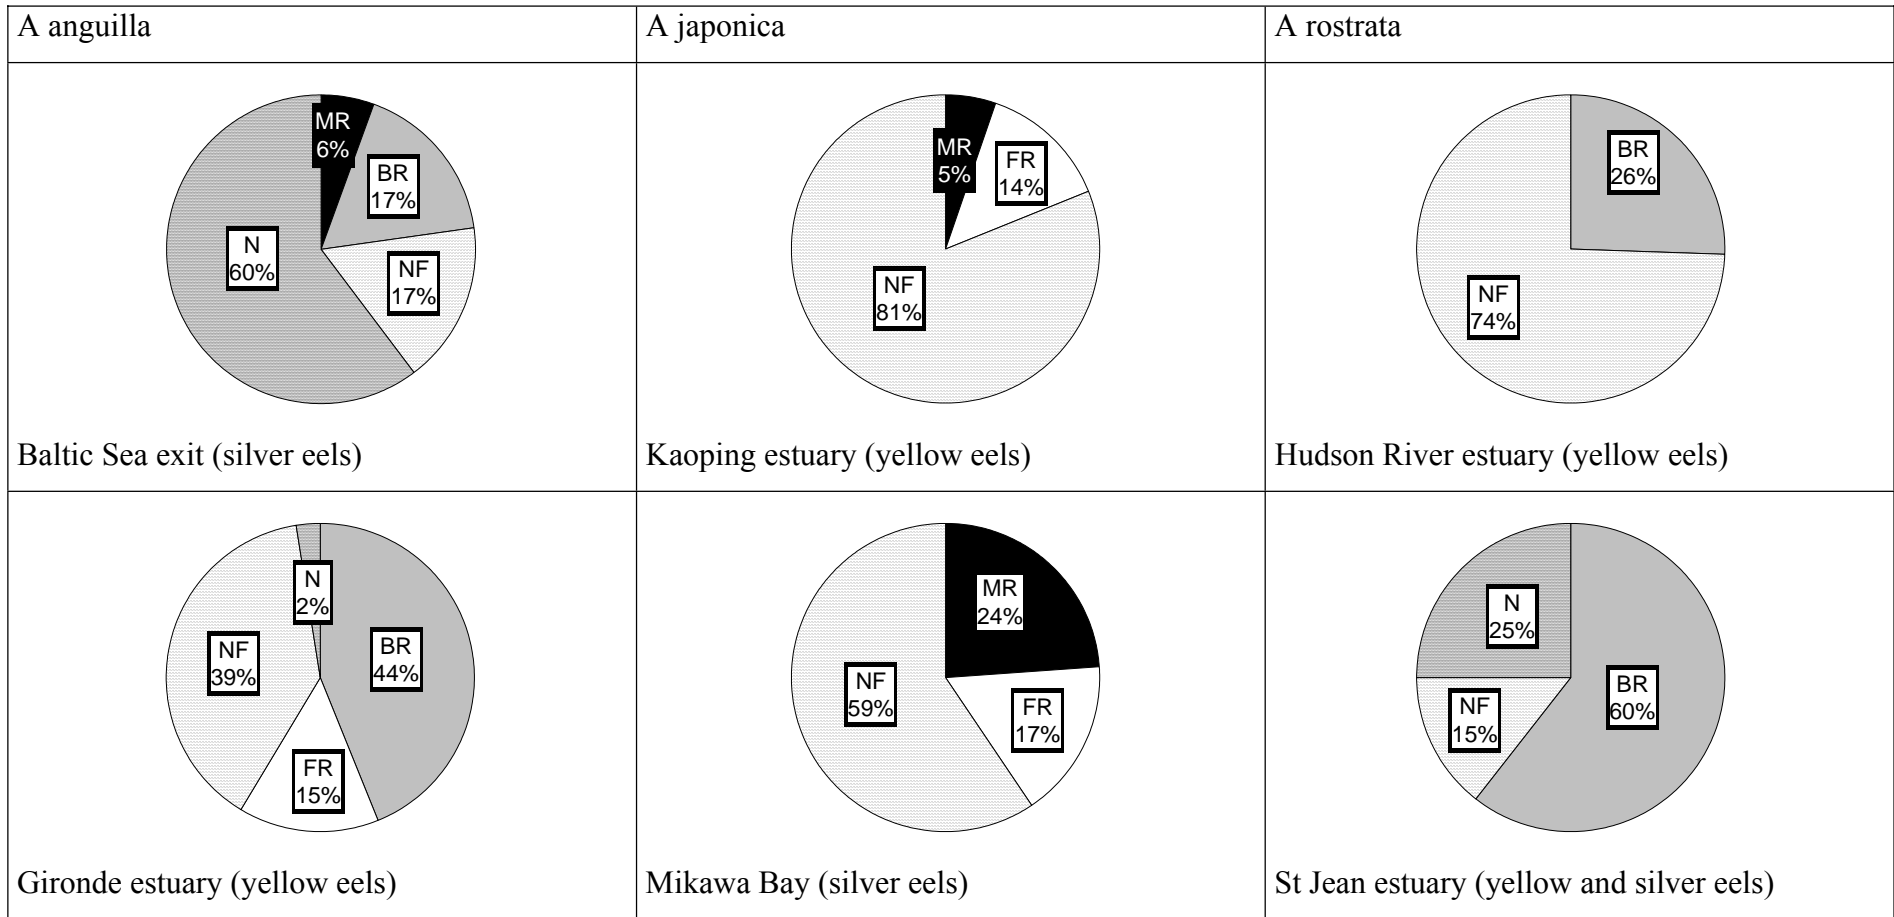 A anguilla
A japonica
A rostrata
MR
6%
BR
17%
NF
17%
N
60%
Baltic Sea exit (silver eels)
MR
5%
FR
14%
NF
81%
Kaoping estuary (yellow eels)
BR
26%
NF
74%
Hudson River estuary (yellow eels)
N
2%
BR
44%
NF
39%
FR
15%
Gironde estuary (yellow eels)
MR
24%
NF
59%
FR
17%
Mikawa Bay (silver eels)
N
25%
BR
60%
NF
15%
St Jean estuary (yellow and silver eels)